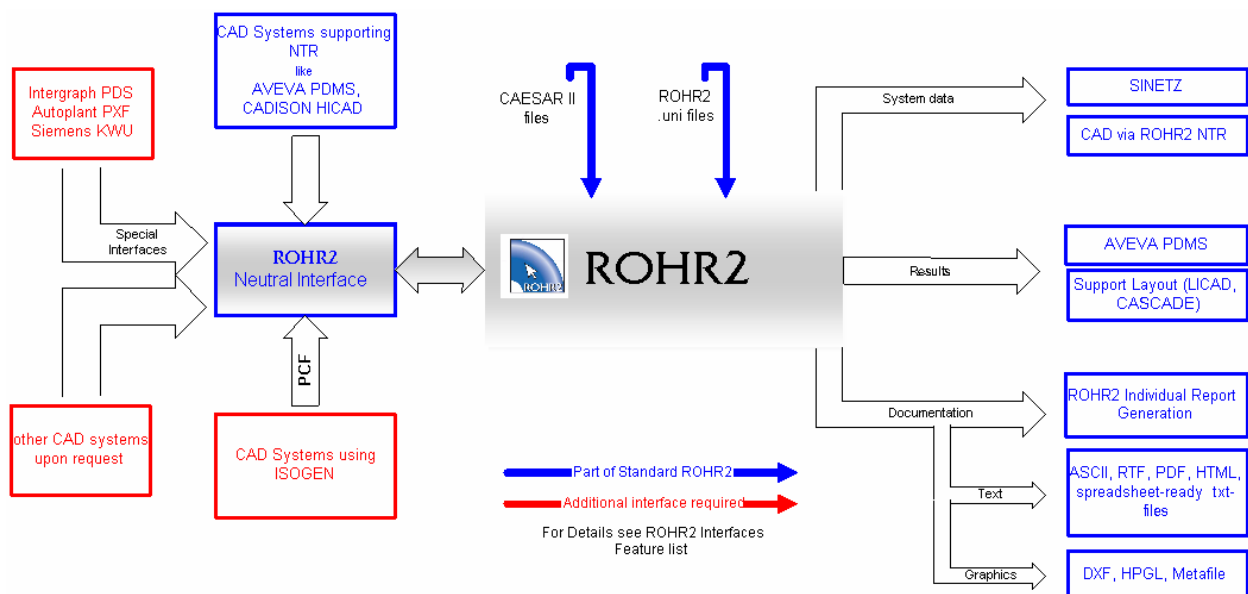 CAD Systems supporting
NTR
like
AVEVA PDMS,
CADISON HICAD
Intergraph PDS
Autoplant PXF
Siemens KWU
CAESAR II
files
ROHR2
.uni files
System data
SINETZ
CAD via ROHR2 NTR
Special
Interfaces
ROHR2
Neutral Interface
ROHR2
ROHR2
Results
AVEVA PDMS
Support Layout (LICAD,
CASCADE)
PCF
other CAD systems
upon request
CAD Systems using
ISOGEN
Documentation
ROHR2 Individual Report
Generation
Part of Standard ROHR2
Additional interface required
For Details see ROHR2 Interfaces
Feature list
Text
ASCII, RTF, PDF, HTML,
spreadsheet-ready txt-
files
Graphics
DXF, HPGL, Metafile